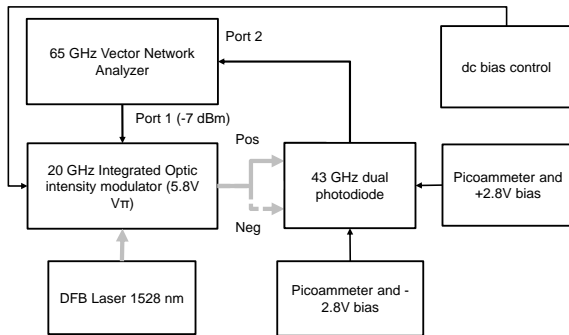 65 GHz Vector Network
Analyzer
Port 2
dc bias control
Port 1 (-7 dBm)
20 GHz Integrated Optic
intensity modulator (5.8V
Vπ)
Pos
Neg
43 GHz dual
photodiode
Picoammeter and
+2.8V bias
DFB Laser 1528 nm
Picoammeter and -
2.8V bias